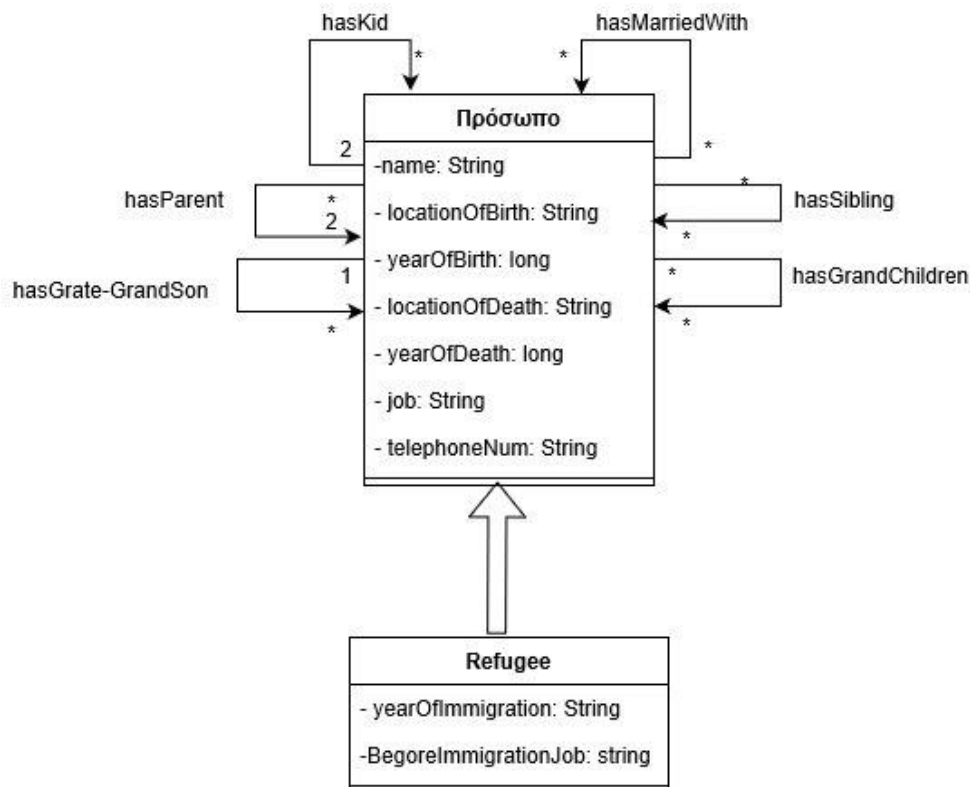 hasKid
hasMarriedWith
*
*
Πρόσωπο
2
-name: String
*
hasParent
*
*
2
- locationOfBirth: String
hasSibling
*
- yearOfBirth: long
hasGrate-GrandSon
1
*
hasGrandChildren
- locationOfDeath: String
*
*
- yearOfDeath: long
- job: String
- telephoneNum: String
Refugee
- yearOfImmigration: String
-BegoreImmigrationJob: string